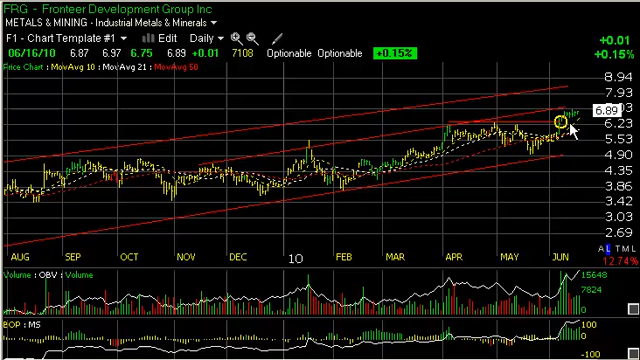 FRG - Fronteer Development Group Inc
METALS & MINING - Industrial Metals & Minerals
F1 - Chart Template #1 Edit Daily
06/16/10 6.87 6.97 6.75 6.89 +0.01 7108 Optionable Optionable +0.15%
+0.01
+0.15%
Price Chart : MovAvg 10 : MovAvg 21 : MovAvg 50
8.94
7.93
6.89
6.23
5.53
4.90
4.35
3.86
3.42
3.03
2.69
AUG SEP OCT NOV DEC 10 FEB MAR APR MAY JUN
A L T M L
12.74%
Volume : OBV : Volume
15648
7824
0
BOP : MS
100
0
-100